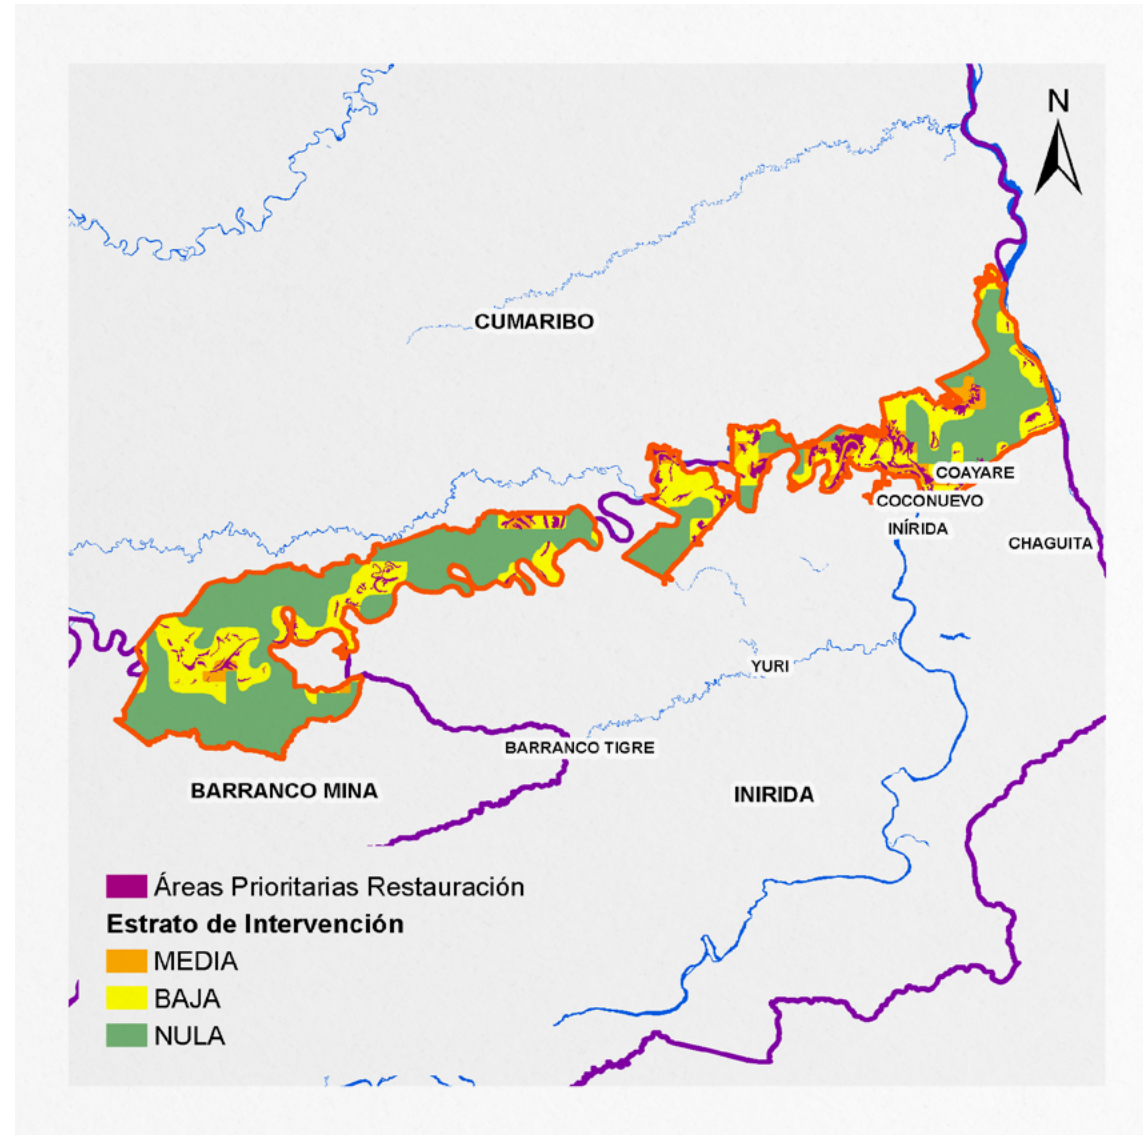 N
CUMARIBO
COAYARE
COCONUEVO
INÍRIDA
CHAGUITA
YURI
BARRANCO TIGRE
BARRANCO MINA
INIRIDA
Áreas Prioritarias Restauración
Estrato de Intervención
MEDIA
BAJA
NULA